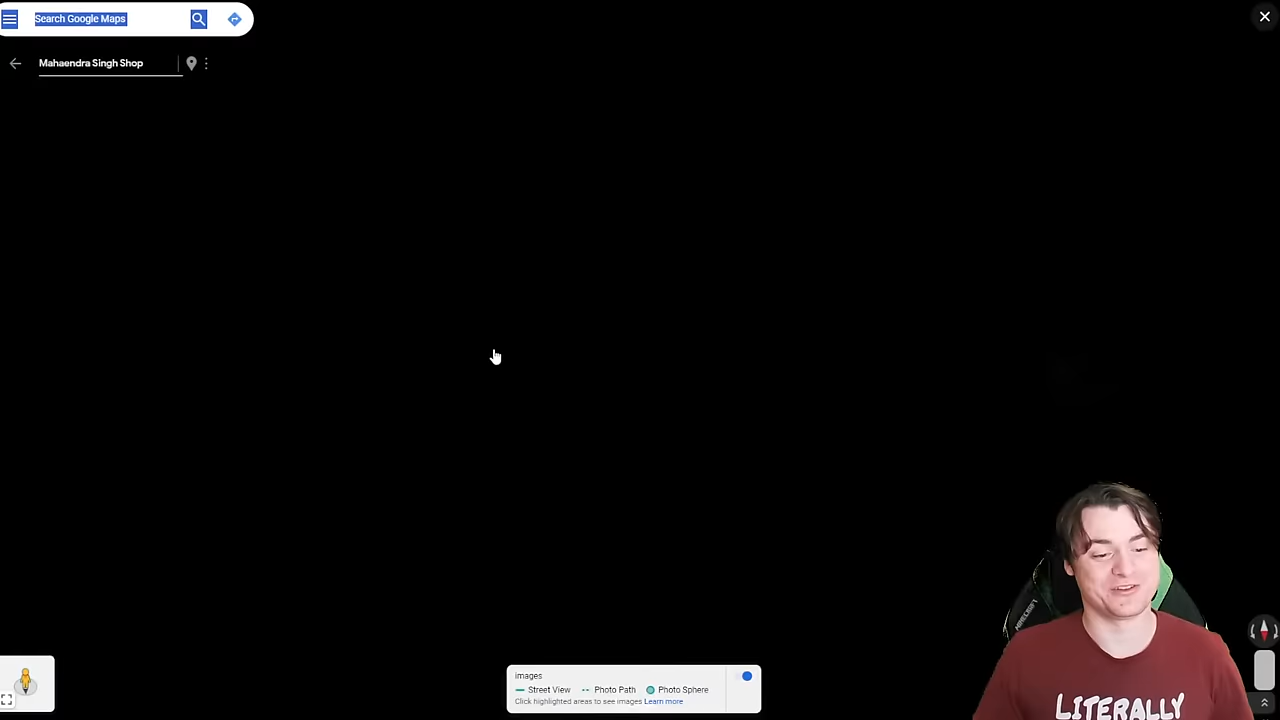 Search Google Maps
Mahaendra Singh Shop
images
Street View Photo Path Photo Sphere
Click highlighted areas to see images Learn more
LITERALLY